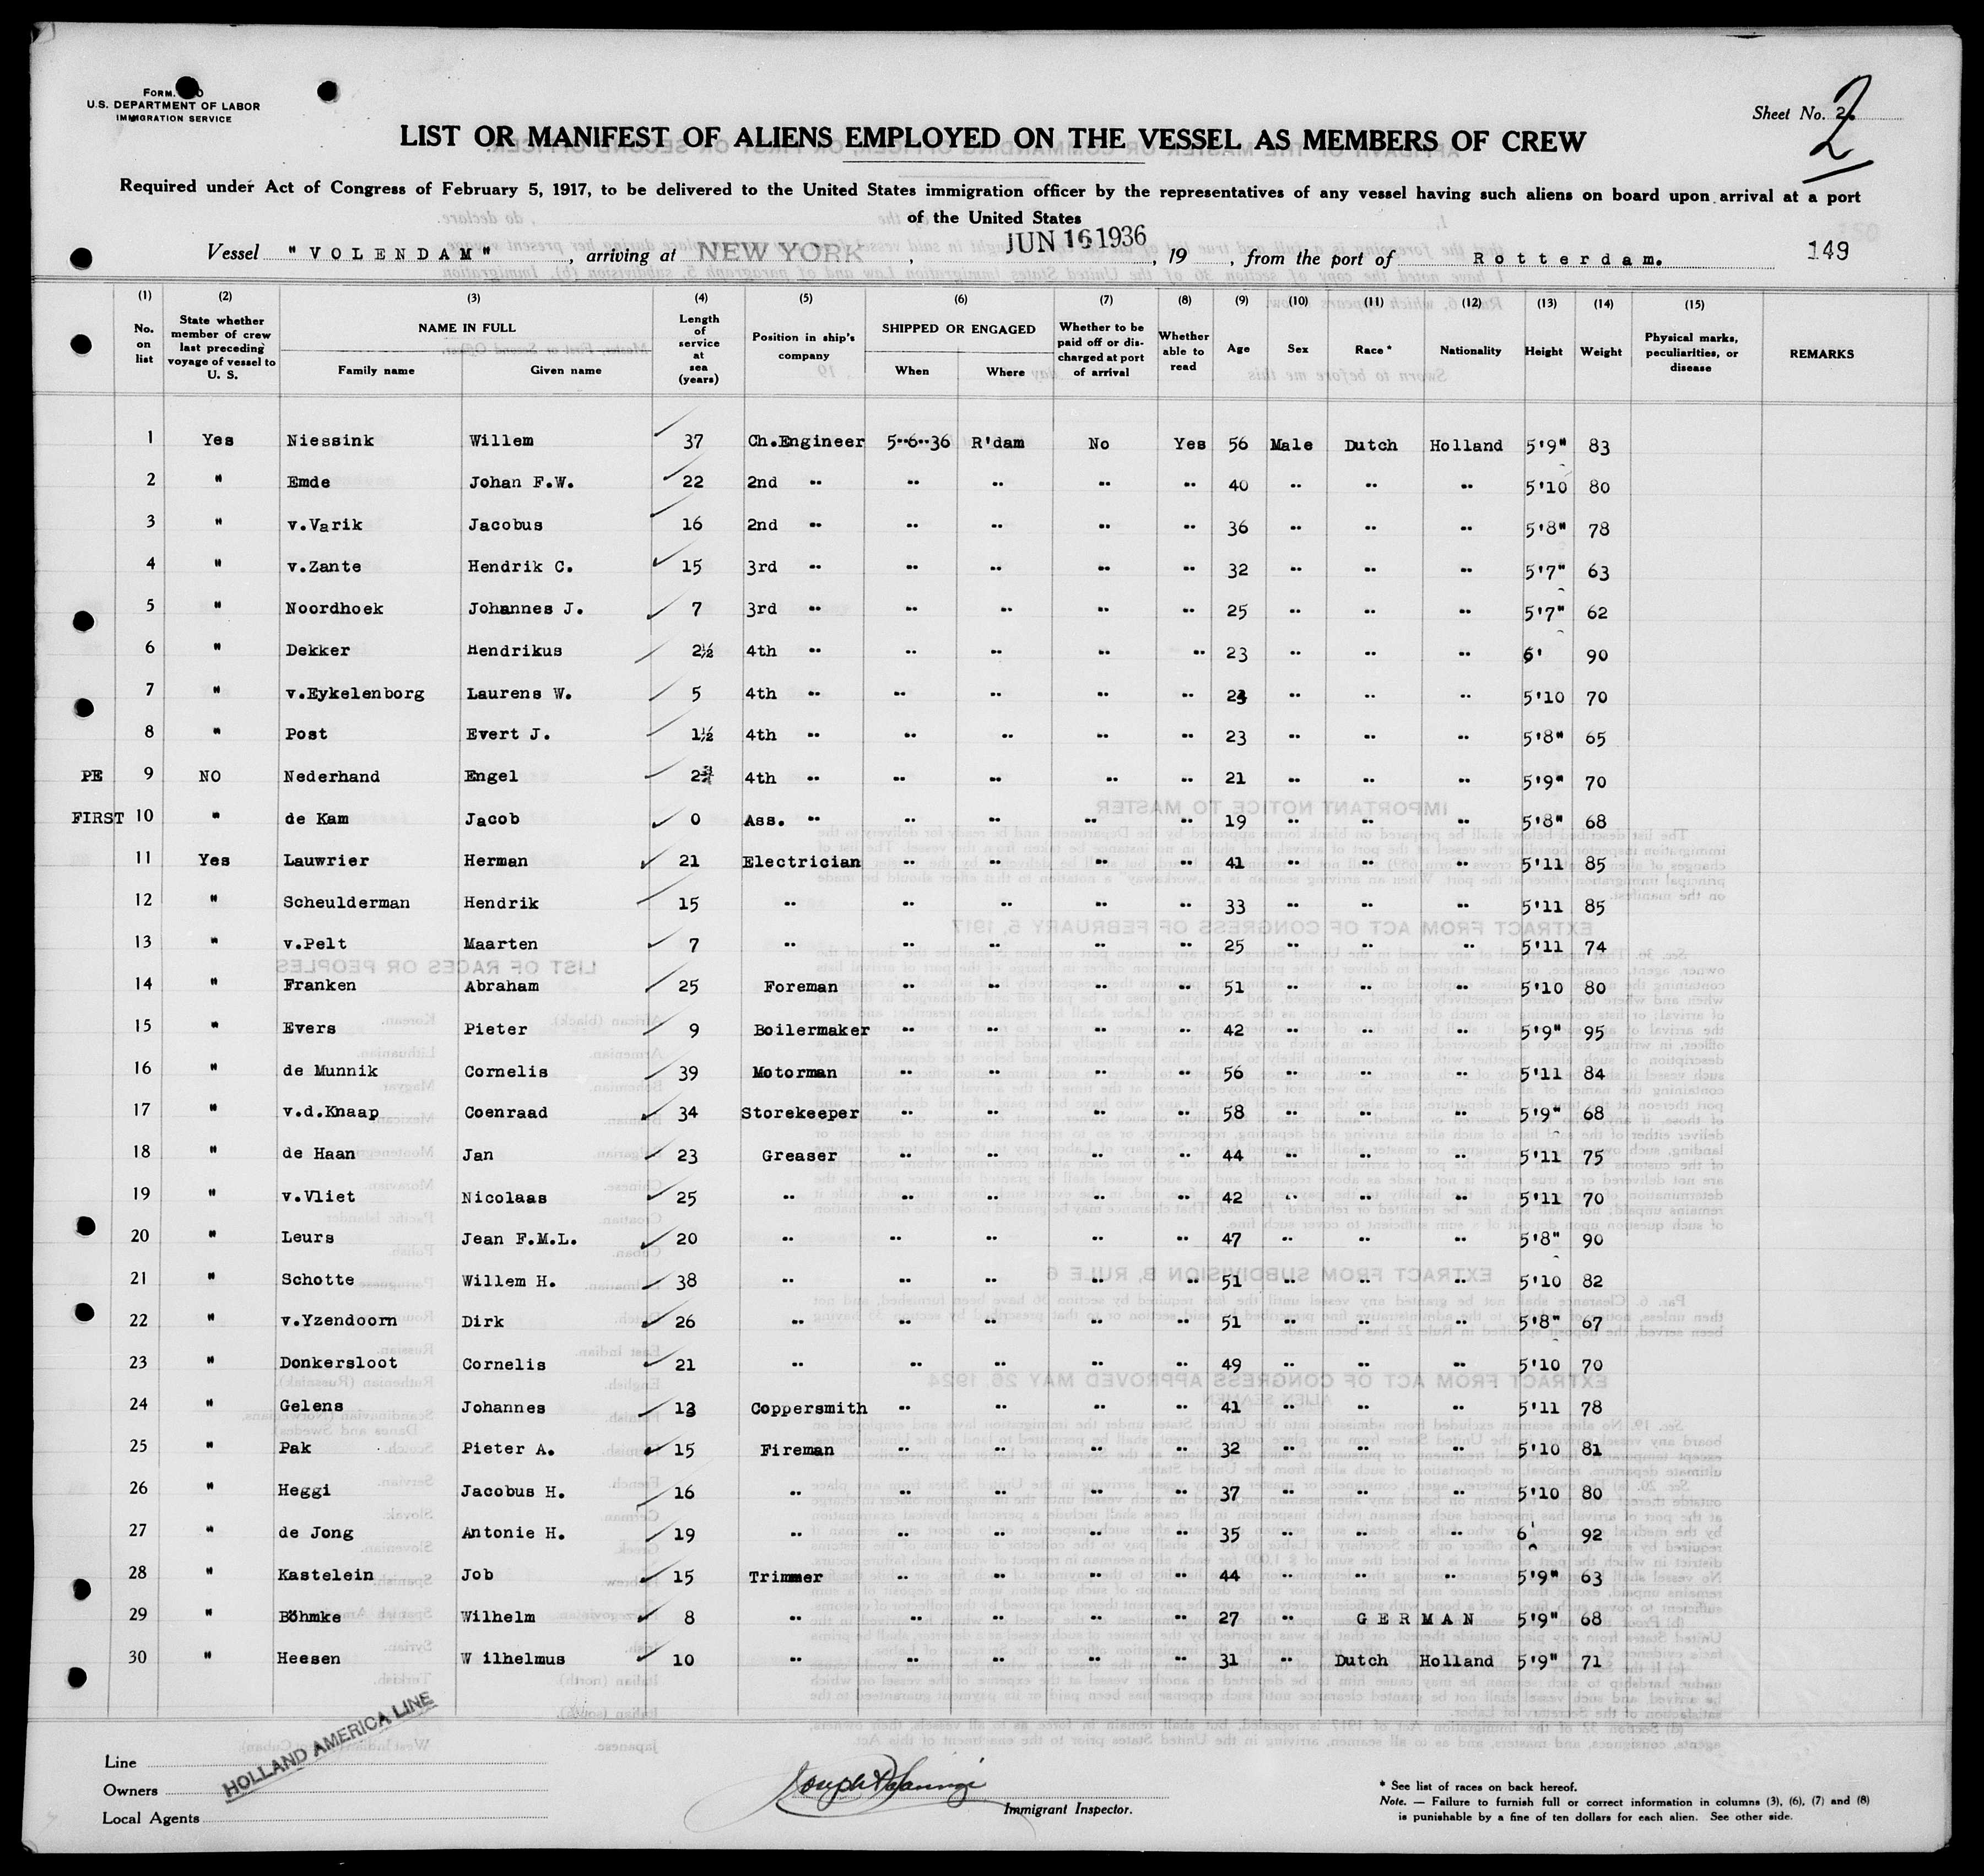 Form.
U.S. DEPARTMENT OF LABOR
IMMIGRATION SERVICE
Sheet No. 2.
2
LIST OR MANIFEST OF ALIENS EMPLOYED ON THE VESSEL AS MEMBERS OF CREW
Required under Act of Congress of February 5, 1917, to be delivered to the United States immigration officer by the representatives of any vessel having such aliens on board upon arrival at a port
of the United States
Vessel "VOLENDAM", arriving at NEW YORK, JUN 16 1936, 19 , from the port of Rotterdam. 149
(1) (2) (3) (4) (5) (6) (7) (8) (9) (10) (11) (12) (13) (14) (15)
No. on list | State whether member of crew last preceding voyage of vessel to U. S. | NAME IN FULL | Length of service at sea (years) | Position in ship's company | SHIPPED OR ENGAGED | Whether to be paid off or discharged at port of arrival | Whether able to read | Age | Sex | Race* | Nationality | Height | Weight | Physical marks, peculiarities, or disease | REMARKS
Family name | Given name | When | Where
1 Yes Niessink Willem 37 Ch.Engineer 5--6--36 R'dam No Yes 56 Male Dutch Holland 5'9" 83
2 " Emde Johan F.W. 22 2nd -- -- -- -- -- 40 -- -- -- 5'10 80
3 " v.Varik Jacobus 16 2nd -- -- -- -- -- 36 -- -- -- 5'8" 78
4 " v.Zante Hendrik C. 15 3rd -- -- -- -- -- 32 -- -- -- 5'7" 63
5 " Noordhoek Johannes J. 7 3rd -- -- -- -- -- 25 -- -- -- 5'7" 62
6 " Dekker Hendrikus 2½ 4th -- -- -- -- -- 23 -- -- -- 6' 90
7 " v.Eykelenborg Laurens W. 5 4th -- -- -- -- -- -- -- -- 5'10 70
8 " Post Evert J. 1½ 4th -- -- -- -- -- 23 -- -- -- 5'8" 65
PE 9 NO Nederhand Engel 4th -- -- -- -- -- 21 -- -- -- 5'9" 70
FIRST 10 " de Kam Jacob 0 Ass. -- -- -- -- -- 19 -- -- -- 5'8" 68
11 Yes Lauwrier Herman 21 Electrician -- -- -- -- 41 -- -- -- 5'11 85
12 " Scheulderman Hendrik 15 -- -- -- -- -- 33 -- -- -- 5'11 85
13 " v.Pelt Maarten 7 -- -- -- -- -- 25 -- -- -- 5'11 74
14 " Franken Abraham 25 Foreman -- -- -- -- 51 -- -- -- 5'10 80
15 " Evers Pieter 9 Boilermaker -- -- -- -- 42 -- -- -- 5'9" 95
16 " de Munnik Cornelis 39 Motorman -- -- -- -- 56 -- -- -- 5'11 84
17 " v.d.Knaap Coenraad 34 Storekeeper -- -- -- -- 58 -- -- -- 5'9" 68
18 " de Haan Jan 23 Greaser -- -- -- -- 44 -- -- -- 5'11 75
19 " v.Vliet Nicolaas 25 -- -- -- -- -- 42 -- -- -- 5'11 70
20 " Leurs Jean F.M.L. 20 -- -- -- -- -- 47 -- -- -- 5'8" 90
21 " Schotte Willem H. 38 -- -- -- -- -- 51 -- -- -- 5'10 82
22 " v.Yzendoorn Dirk 26 -- -- -- -- -- 51 -- -- -- 5'8" 67
23 " Donkersloot Cornelis 21 -- -- -- -- -- 49 -- -- -- 5'10 70
24 " Gelens Johannes 13 Coppersmith -- -- -- -- 41 -- -- -- 5'11 78
25 " Pak Pieter A. 15 Fireman -- -- -- -- 32 -- -- -- 5'10 81
26 " Heggi Jacobus H. 16 -- -- -- -- -- 37 -- -- -- 5'10 80
27 " de Jong Antonie H. 19 -- -- -- -- -- 35 -- -- -- 6' 92
28 " Kastelein Job 15 Trimmer -- -- -- -- 44 -- -- -- 5'9" 63
29 " Böhmke Wilhelm 8 -- -- -- -- -- 27 -- GERMAN 5'9" 68
30 " Heesen W ilhelmus 10 -- -- -- -- -- 31 -- Dutch Holland 5'9" 71
Line
Owners
Local Agents
HOLLAND AMERICA LINE
Immigrant Inspector.
* See list of races on back hereof.
Note. — Failure to furnish full or correct information in columns (3), (6), (7) and (8)
is punishable by a fine of ten dollars for each alien. See other side.